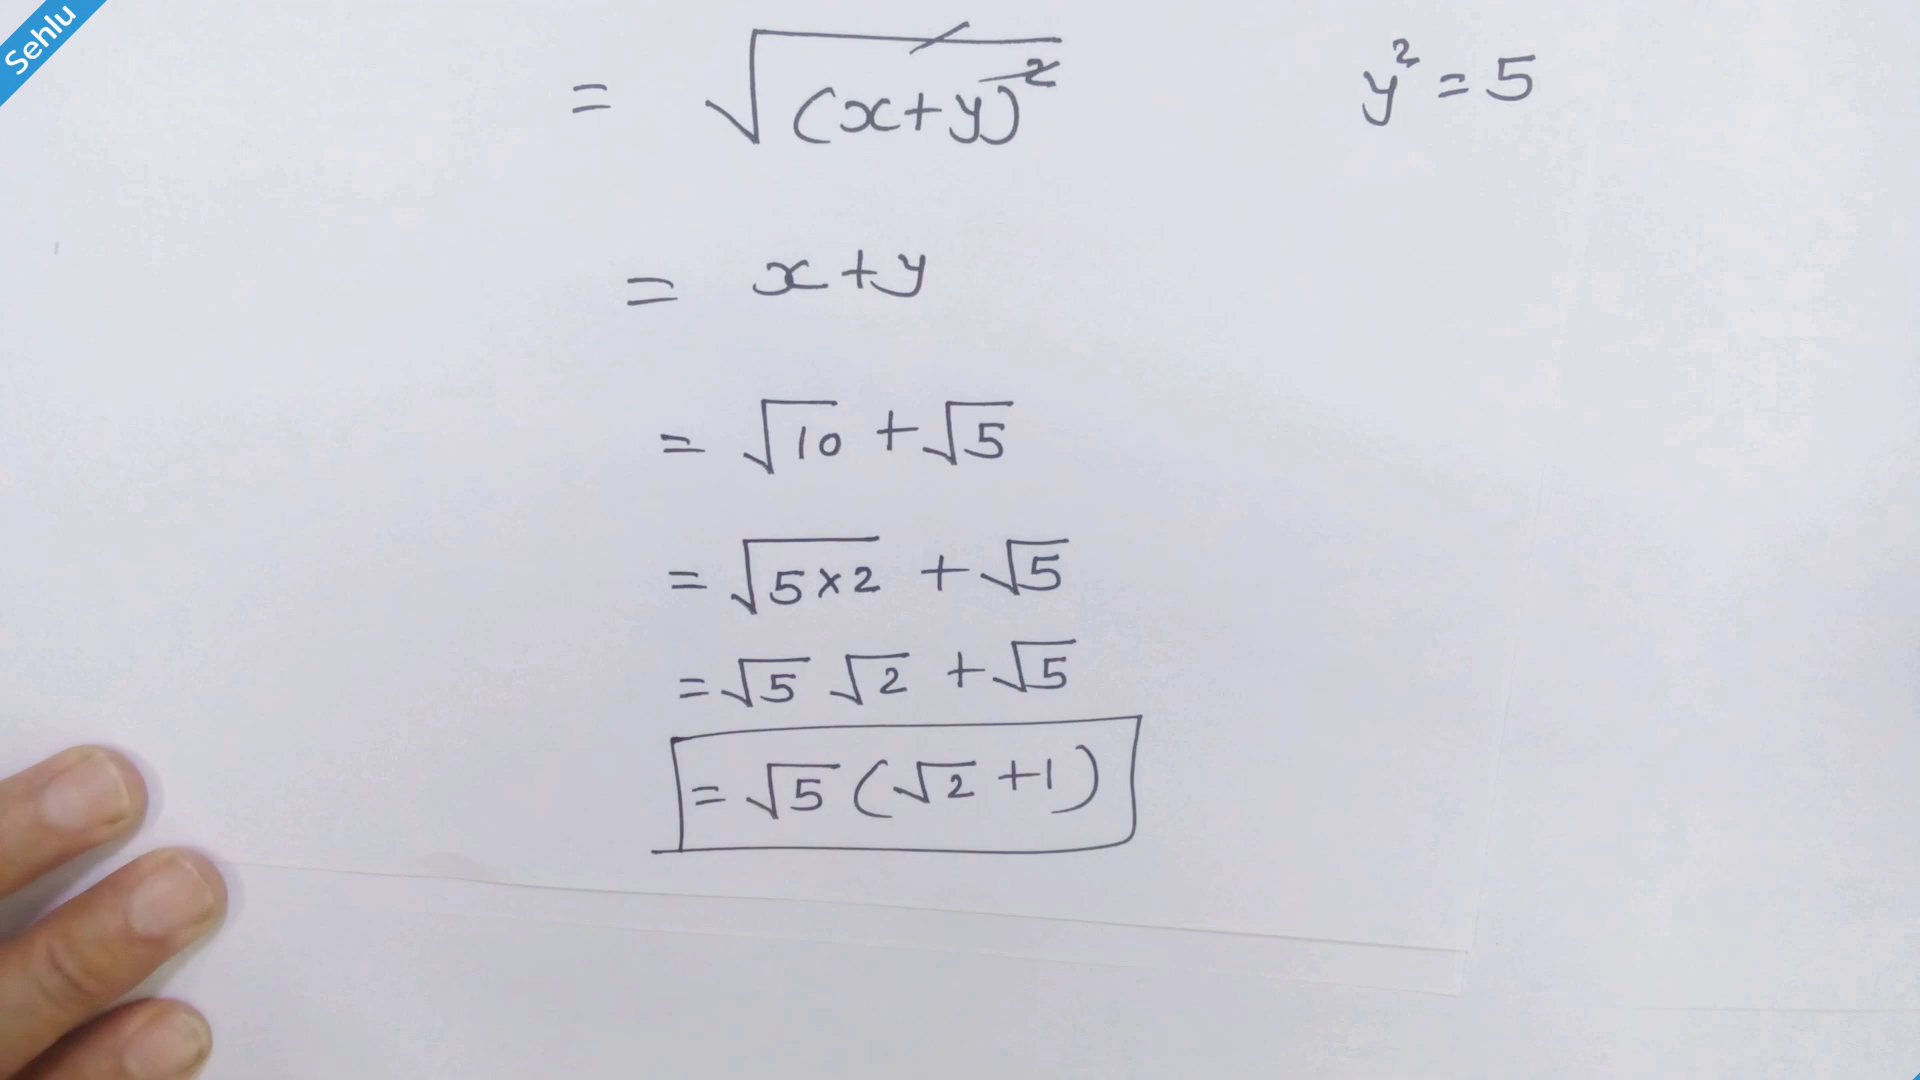 Sehlu
= √(x+y)²
y² = 5
= x+y
= √10 + √5
= √5×2 + √5
= √5 √2 + √5
= √5 (√2 +1)